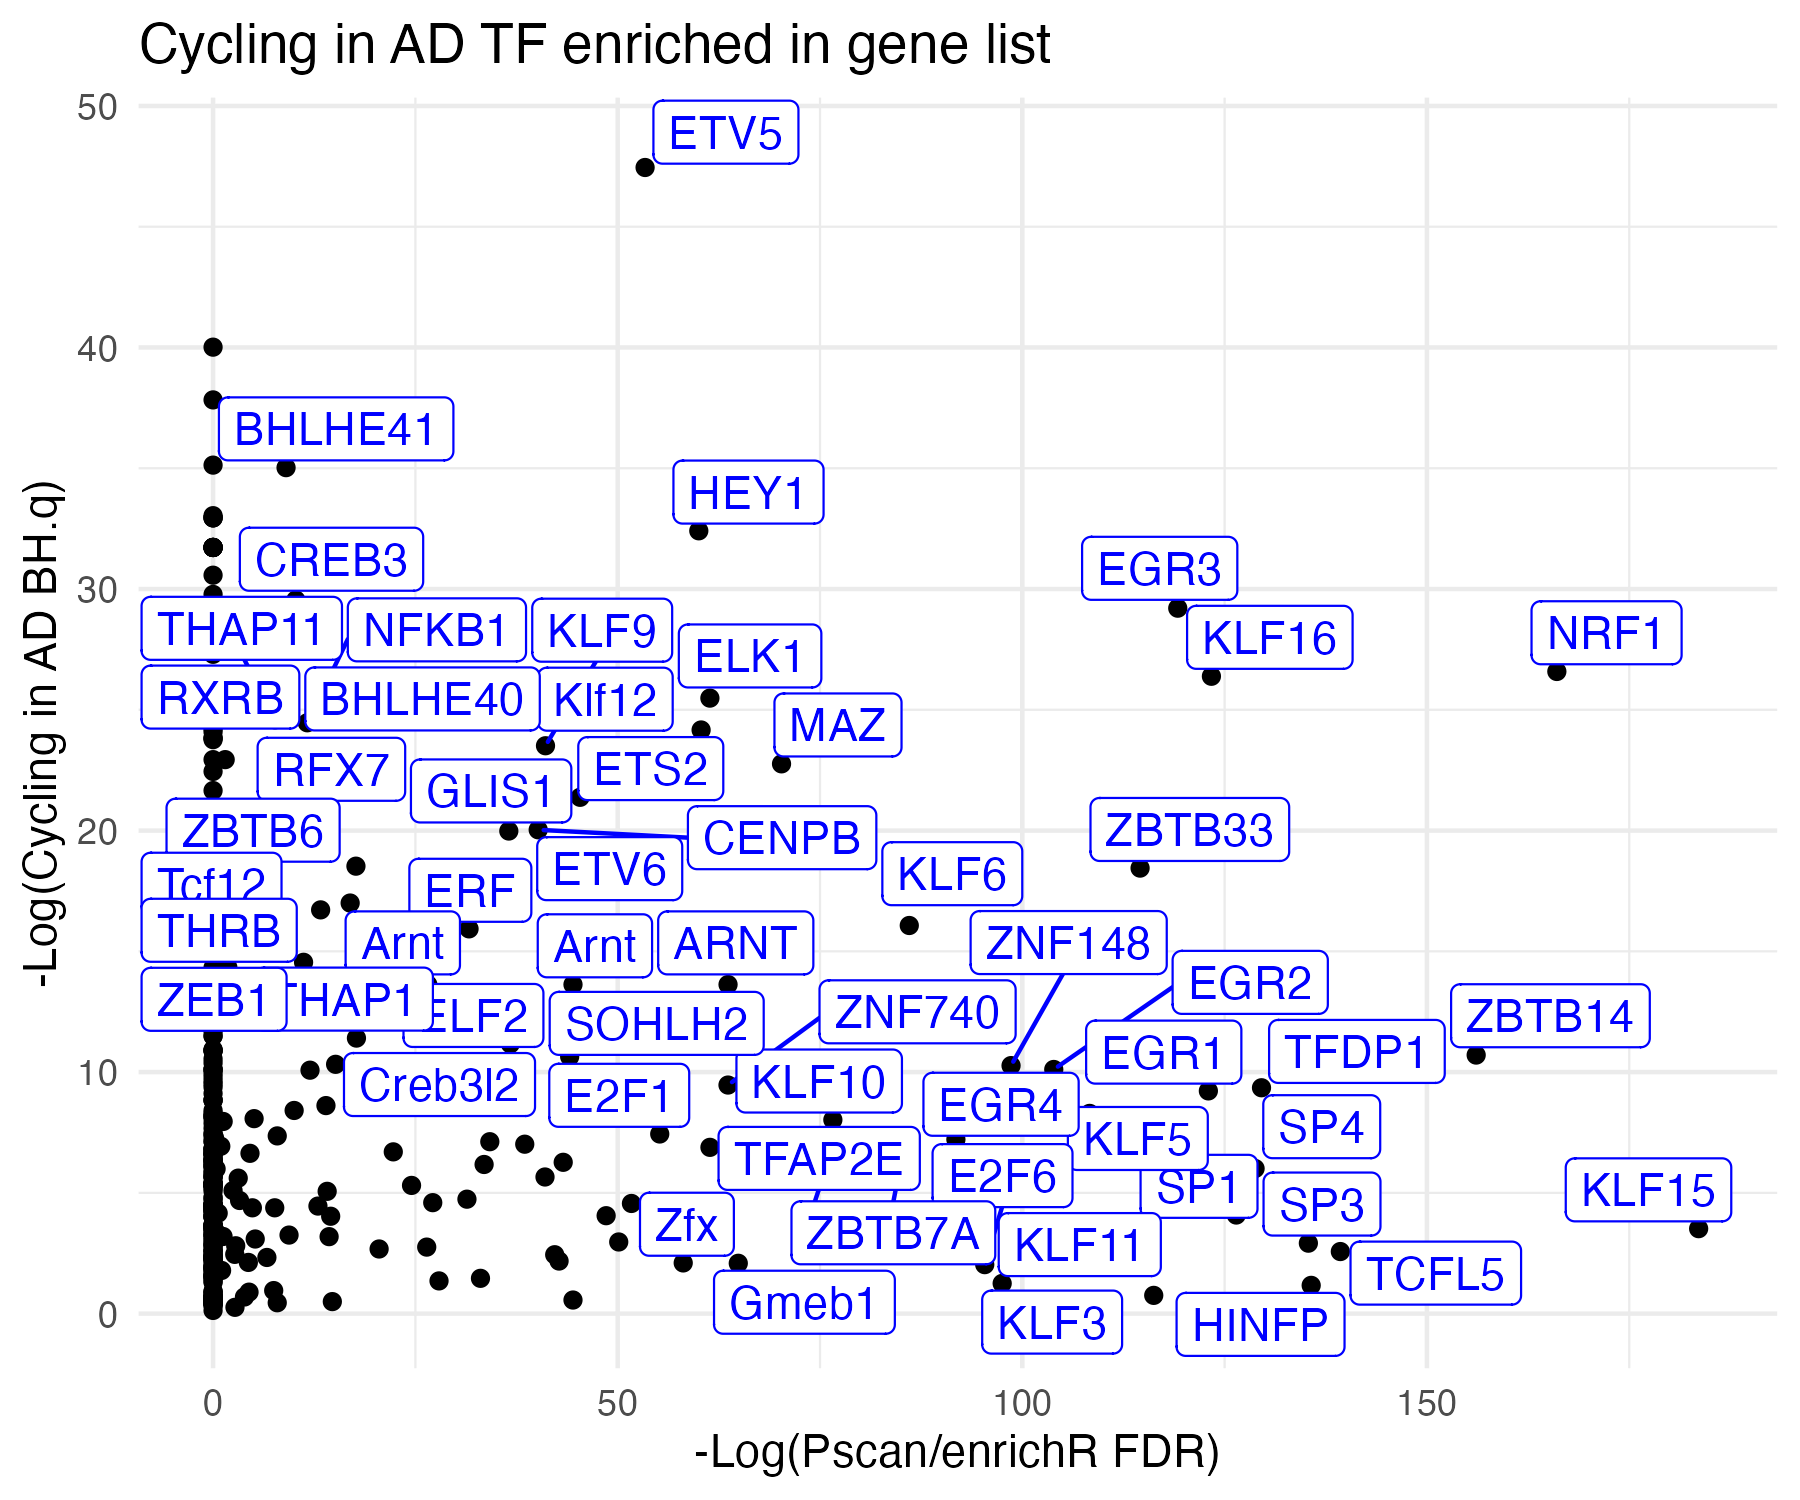 Cycling in AD TF enriched in gene list
50
ETV5
40
BHLHE41
HEY1
CREB3
EGR3
30
THAP11
NFKB1
KLF9
ELK1
KLF16
NRF1
RXRB
BHLHE40
Klf12
MAZ
RFX7
GLIS1
ETS2
20
ZBTB6
CENPB
ZBTB33
ETV6
KLF6
Tcf12
ERF
THRB
Arnt
Arnt
ARNT
ZNF148
EGR2
ZEB1
THAP1
ELF2
SOHLH2
ZNF740
ZBTB14
10
Creb3l2
E2F1
KLF10
EGR1
TFDP1
EGR4
SP4
KLF5
TFAP2E
E2F6
SP1
SP3
KLF15
Zfx
ZBTB7A
KLF11
TCFL5
0
Gmeb1
KLF3
HINFP
0
50
100
150
-Log(Pscan/enrichR FDR)
-Log(Cycling in AD BH.q)